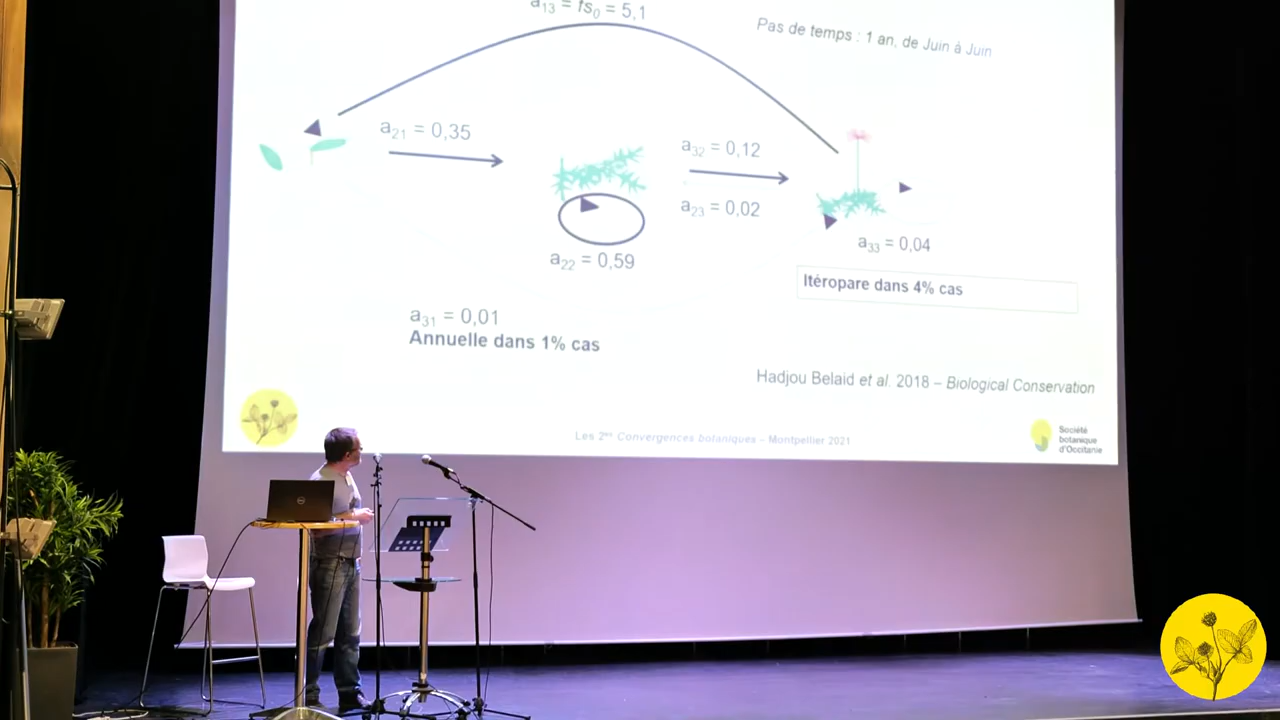 a13 = fs0 = 5,1
Pas de temps : 1 an, de Juin à Juin
a21 = 0,35
a32 = 0,12
a23 = 0,02
a22 = 0,59
a33 = 0,04
Itéropare dans 4% cas
a31 = 0,01
Annuelle dans 1% cas
Hadjou Belaid et al. 2018 – Biological Conservation
Les 2èmes Convergences botaniques – Montpellier 2021
Société
botanique
d'Occitanie
DELL